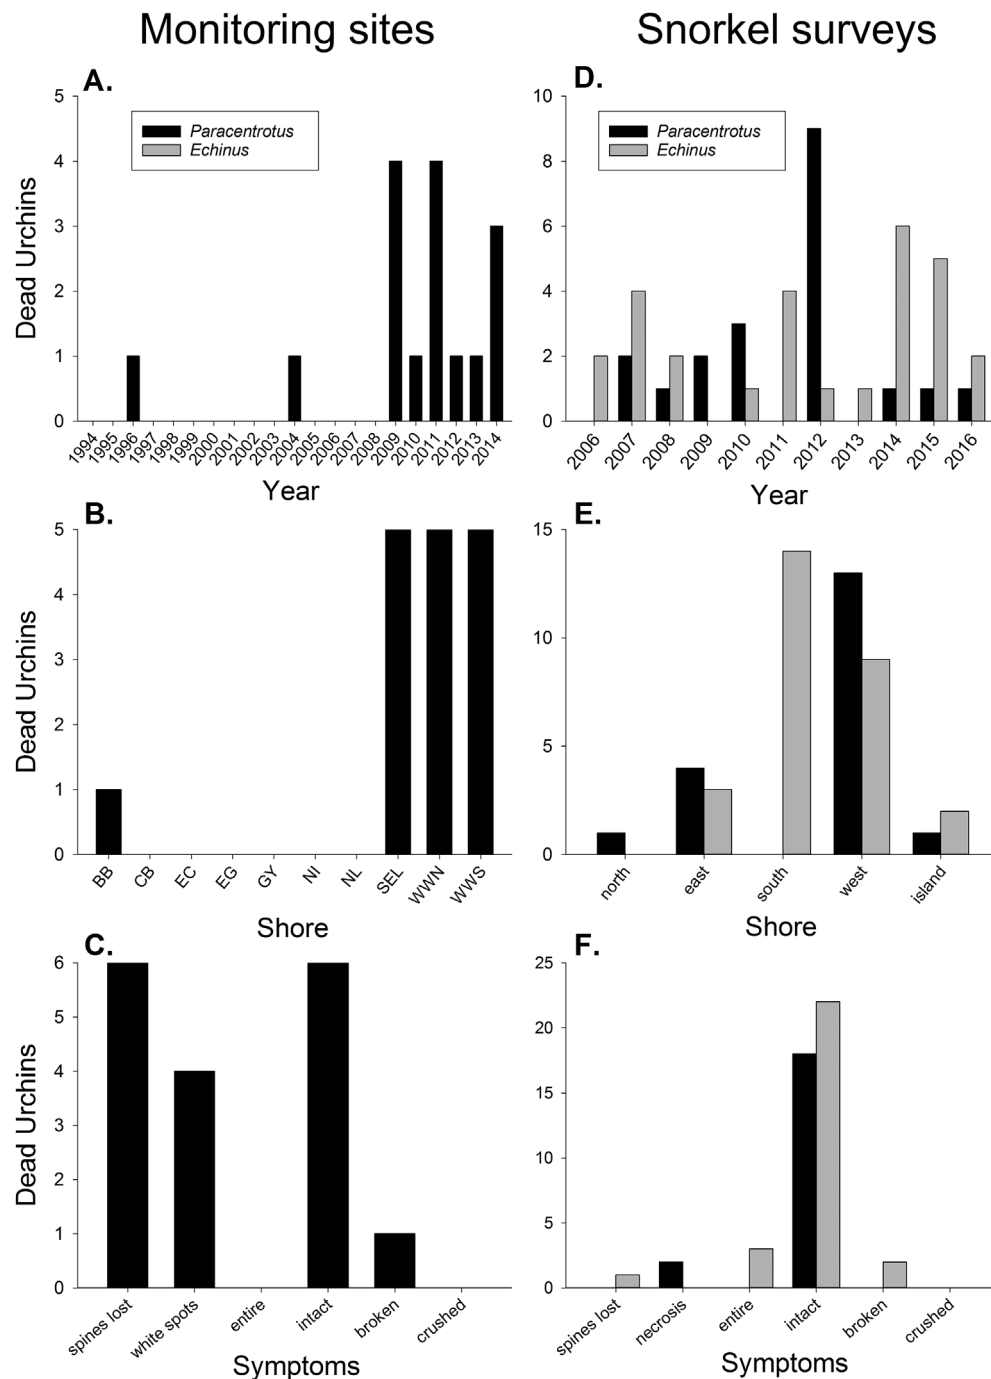 Monitoring sites
Snorkel surveys
A.
5
4
3
2
1
0
Dead Urchins
Paracentrotus
Echinus
1994
1995
1996
1997
1998
1999
2000
2001
2002
2003
2004
2005
2006
2007
2008
2009
2010
2011
2012
2013
2014
Year
D.
10
8
6
4
2
0
Paracentrotus
Echinus
2006
2007
2008
2009
2010
2011
2012
2013
2014
2015
2016
Year
B.
5
4
3
2
1
0
Dead Urchins
BB
CB
EC
EG
GY
NI
NL
SEL
WWN
WWS
Shore
E.
15
10
5
0
north
east
south
west
island
Shore
C.
6
5
4
3
2
1
0
Dead Urchins
spines lost
white spots
entire
intact
broken
crushed
Symptoms
F.
25
20
15
10
5
0
spines lost
necrosis
entire
intact
broken
crushed
Symptoms